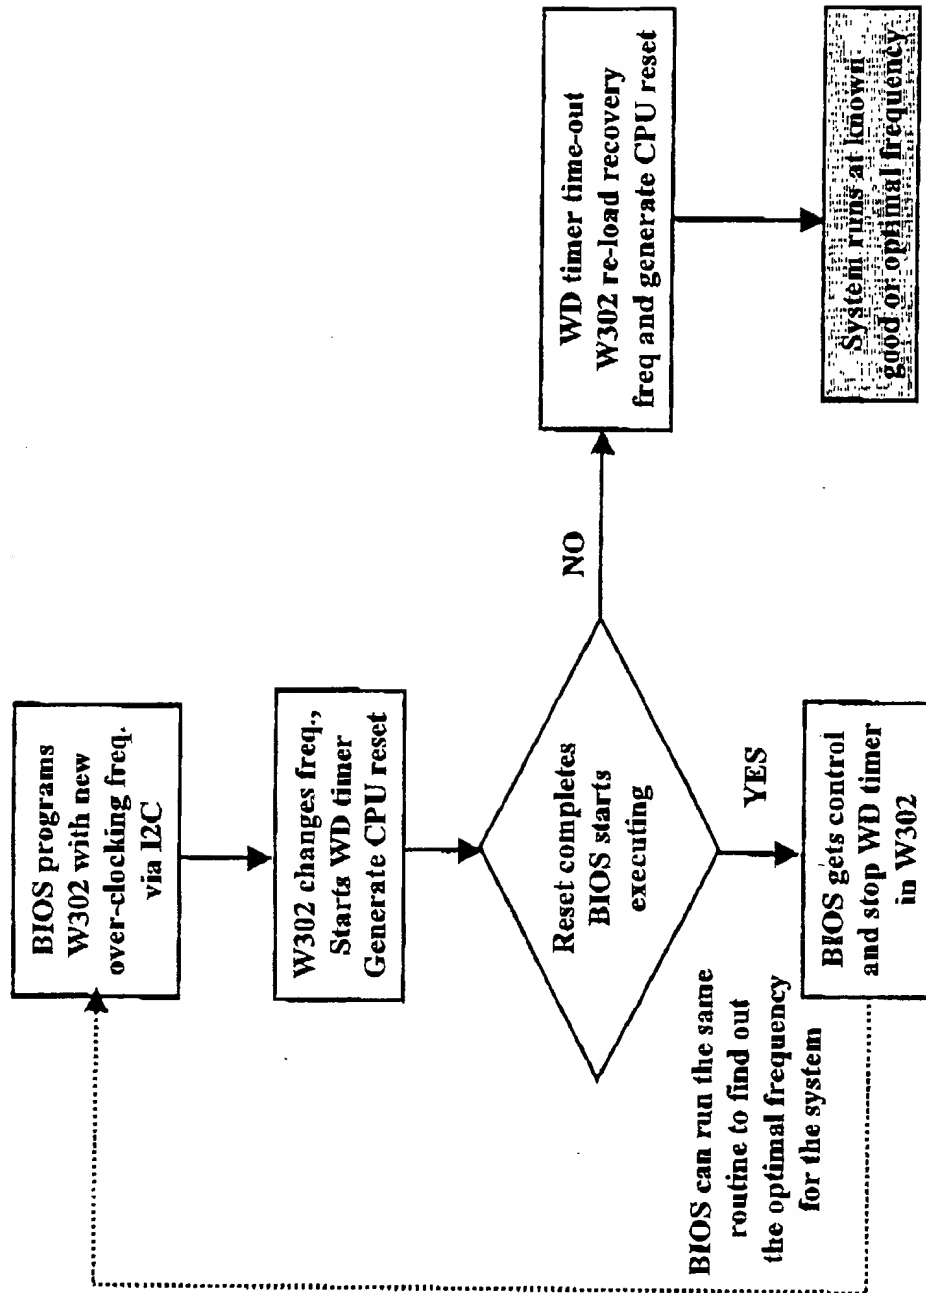 BIOS programs
W302 with new
over-clocking freq.
via I2C
W302 changes freq.,
Starts WD timer
Generate CPU reset
Reset completes
BIOS starts
executing
NO
WD timer time-out
W302 re-load recovery
freq and generate CPU reset
System runs at known
good or optimal frequency
YES
BIOS gets control
and stop WD timer
in W302
BIOS can run the same
routine to find out
the optimal frequency
for the system